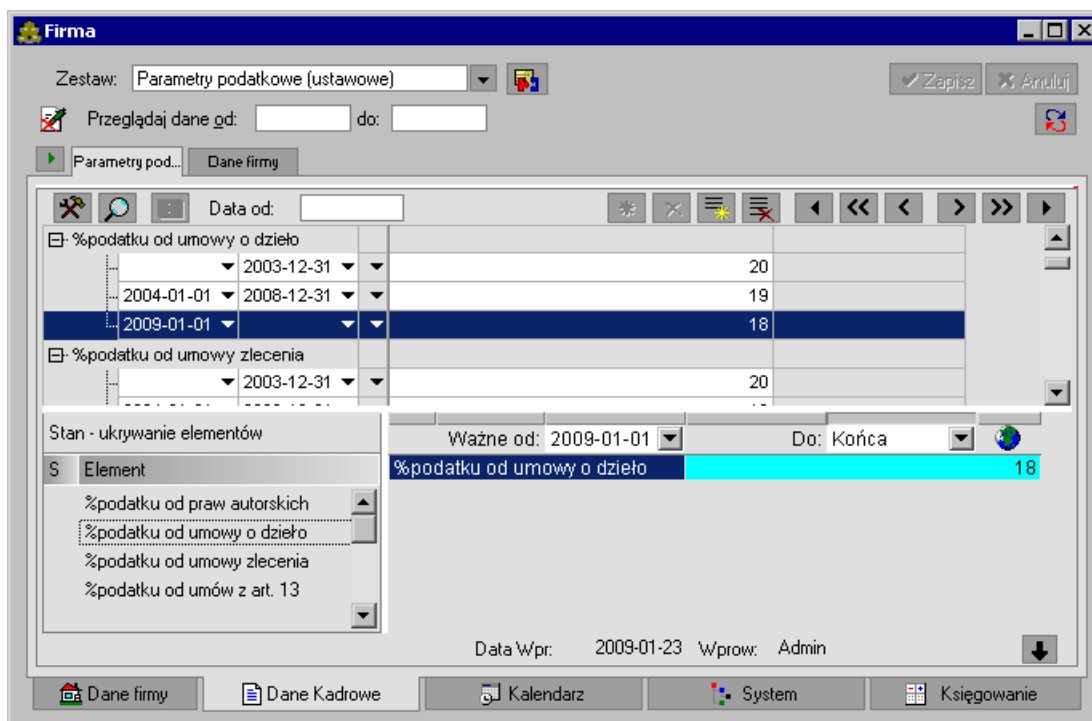 Firma
Zestaw: Parametry podatkowe (ustawowe) Zapisz Anuluj
Przeglądaj dane od: do:
Parametry pod... Dane firmy
Data od:
%podatku od umowy o dzieło
2003-12-31 20
2004-01-01 2008-12-31 19
2009-01-01 18
%podatku od umowy zlecenia
2003-12-31 20
Stan - ukrywanie elementów
Ważne od: 2009-01-01 Do: Końca
S Element
%podatku od umowy o dzieło 18
%podatku od praw autorskich
%podatku od umowy o dzieło
%podatku od umowy zlecenia
%podatku od umów z art. 13
Data Wpr: 2009-01-23 Wprow: Admin
Dane firmy Dane Kadrowe Kalendarz System Księgowanie